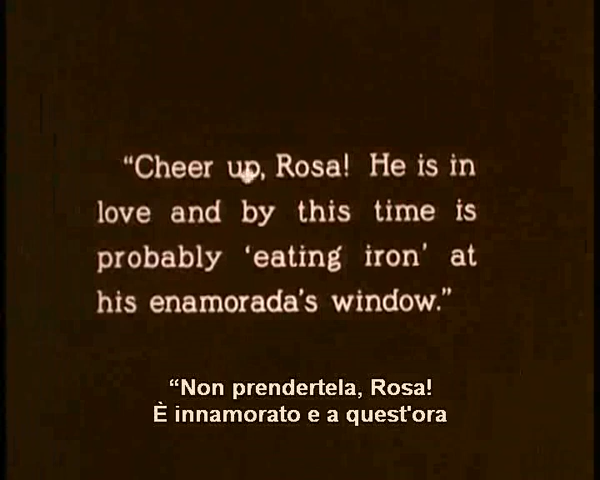 “Cheer up, Rosa! He is in
love and by this time is
probably ‘eating iron’ at
his enamorada's window.”
“Non prendertela, Rosa!
È innamorato e a quest'ora